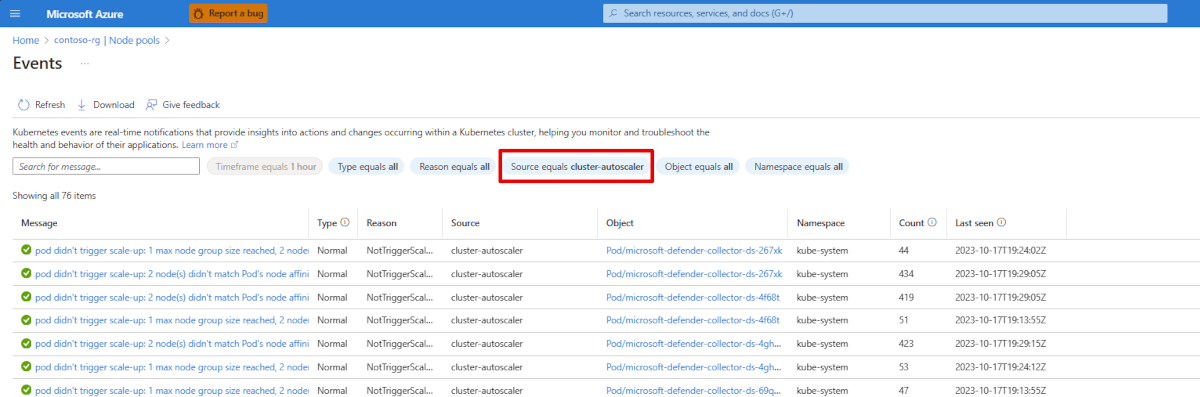 Microsoft Azure Report a bug Search resources, services, and docs (G+/)
Home > contoso-rg | Node pools >
Events ...
Refresh Download Give feedback
Kubernetes events are real-time notifications that provide insights into actions and changes occurring within a Kubernetes cluster, helping you monitor and troubleshoot the
health and behavior of their applications. Learn more
Search for message... Timeframe equals 1 hour Type equals all Reason equals all Source equals cluster-autoscaler Object equals all Namespace equals all
Showing all 76 items
Message Type Reason Source Object Namespace Count Last seen
pod didn't trigger scale-up: 1 max node group size reached, 2 node Normal NotTriggerScal... cluster-autoscaler Pod/microsoft-defender-collector-ds-267xk kube-system 44 2023-10-17T19:24:02Z
pod didn't trigger scale-up: 2 node(s) didn't match Pod's node affini Normal NotTriggerScal... cluster-autoscaler Pod/microsoft-defender-collector-ds-267xk kube-system 434 2023-10-17T19:29:05Z
pod didn't trigger scale-up: 2 node(s) didn't match Pod's node affini Normal NotTriggerScal... cluster-autoscaler Pod/microsoft-defender-collector-ds-4f68t kube-system 419 2023-10-17T19:29:05Z
pod didn't trigger scale-up: 1 max node group size reached, 2 node Normal NotTriggerScal... cluster-autoscaler Pod/microsoft-defender-collector-ds-4f68t kube-system 51 2023-10-17T19:13:55Z
pod didn't trigger scale-up: 2 node(s) didn't match Pod's node affini Normal NotTriggerScal... cluster-autoscaler Pod/microsoft-defender-collector-ds-4gh... kube-system 423 2023-10-17T19:29:15Z
pod didn't trigger scale-up: 1 max node group size reached, 2 node Normal NotTriggerScal... cluster-autoscaler Pod/microsoft-defender-collector-ds-4gh... kube-system 53 2023-10-17T19:24:12Z
pod didn't trigger scale-up: 1 max node group size reached, 2 node Normal NotTriggerScal... cluster-autoscaler Pod/microsoft-defender-collector-ds-69q... kube-system 47 2023-10-17T19:13:55Z